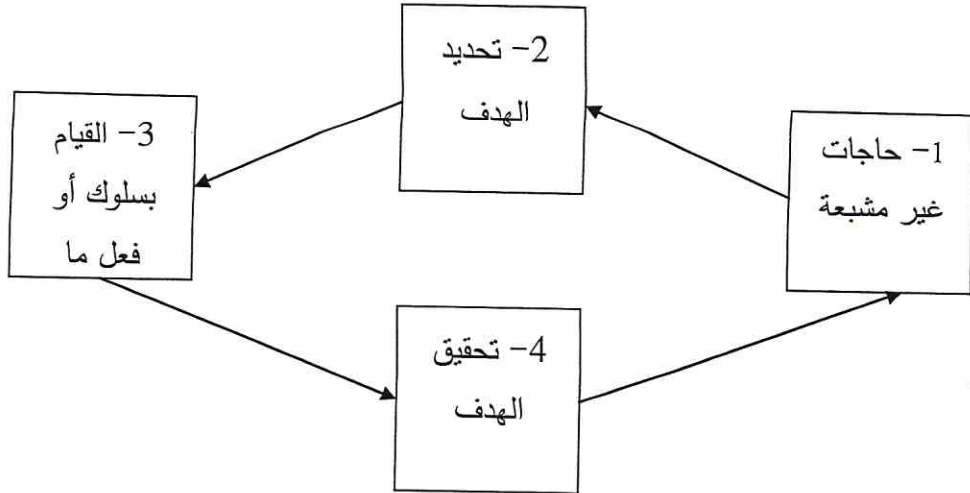 1- حاجات
غير مشبعة
2- تحديد
الهدف
3- القيام
بسلوك أو
فعل ما
4- تحقيق
الهدف